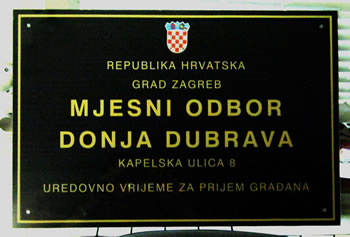 REPUBLIKA HRVATSKA
GRAD ZAGREB
MJESNI ODBOR
DONJA DUBRAVA
KAPELSKA ULICA 8
UREDOVNO VRIJEME ZA PRIJEM GRAĐANA